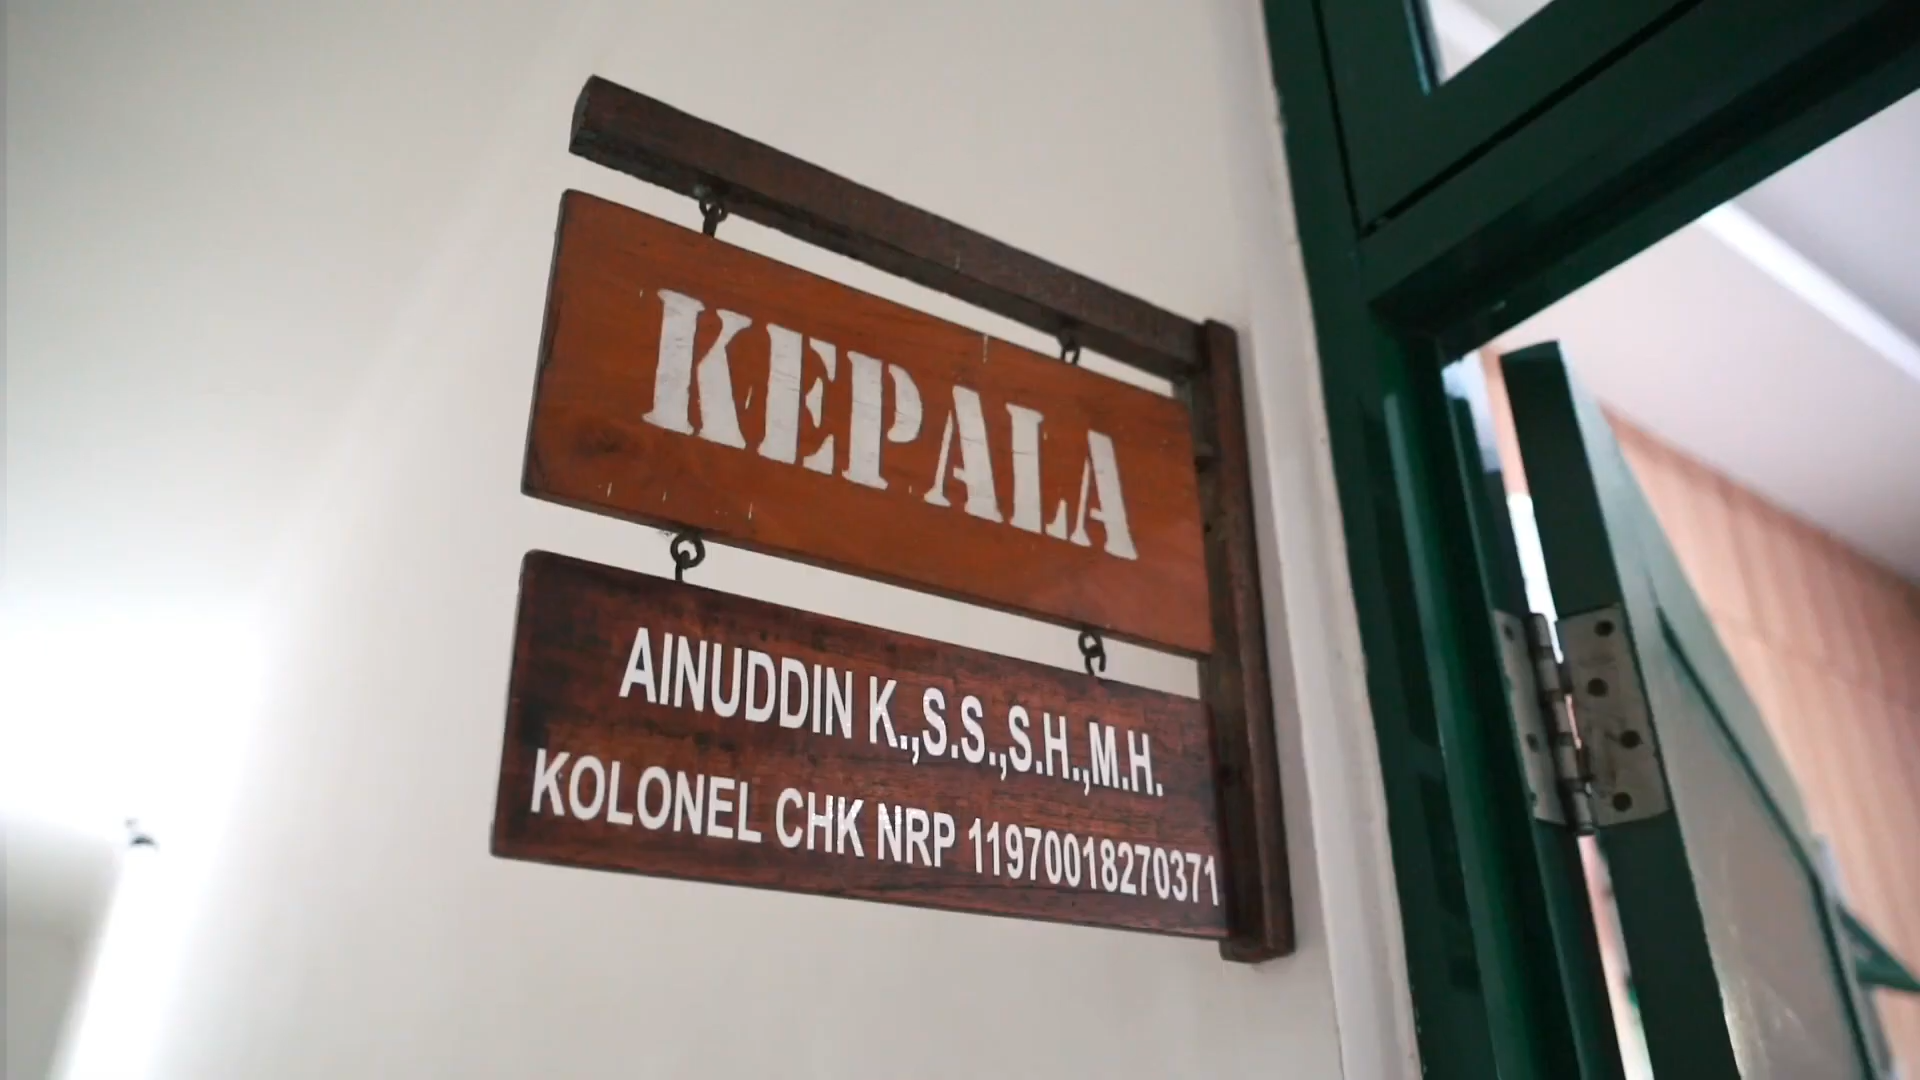 KEPALA
AINUDDIN K.,S.S.,S.H.,M.H.
KOLONEL CHK NRP 11970018270371